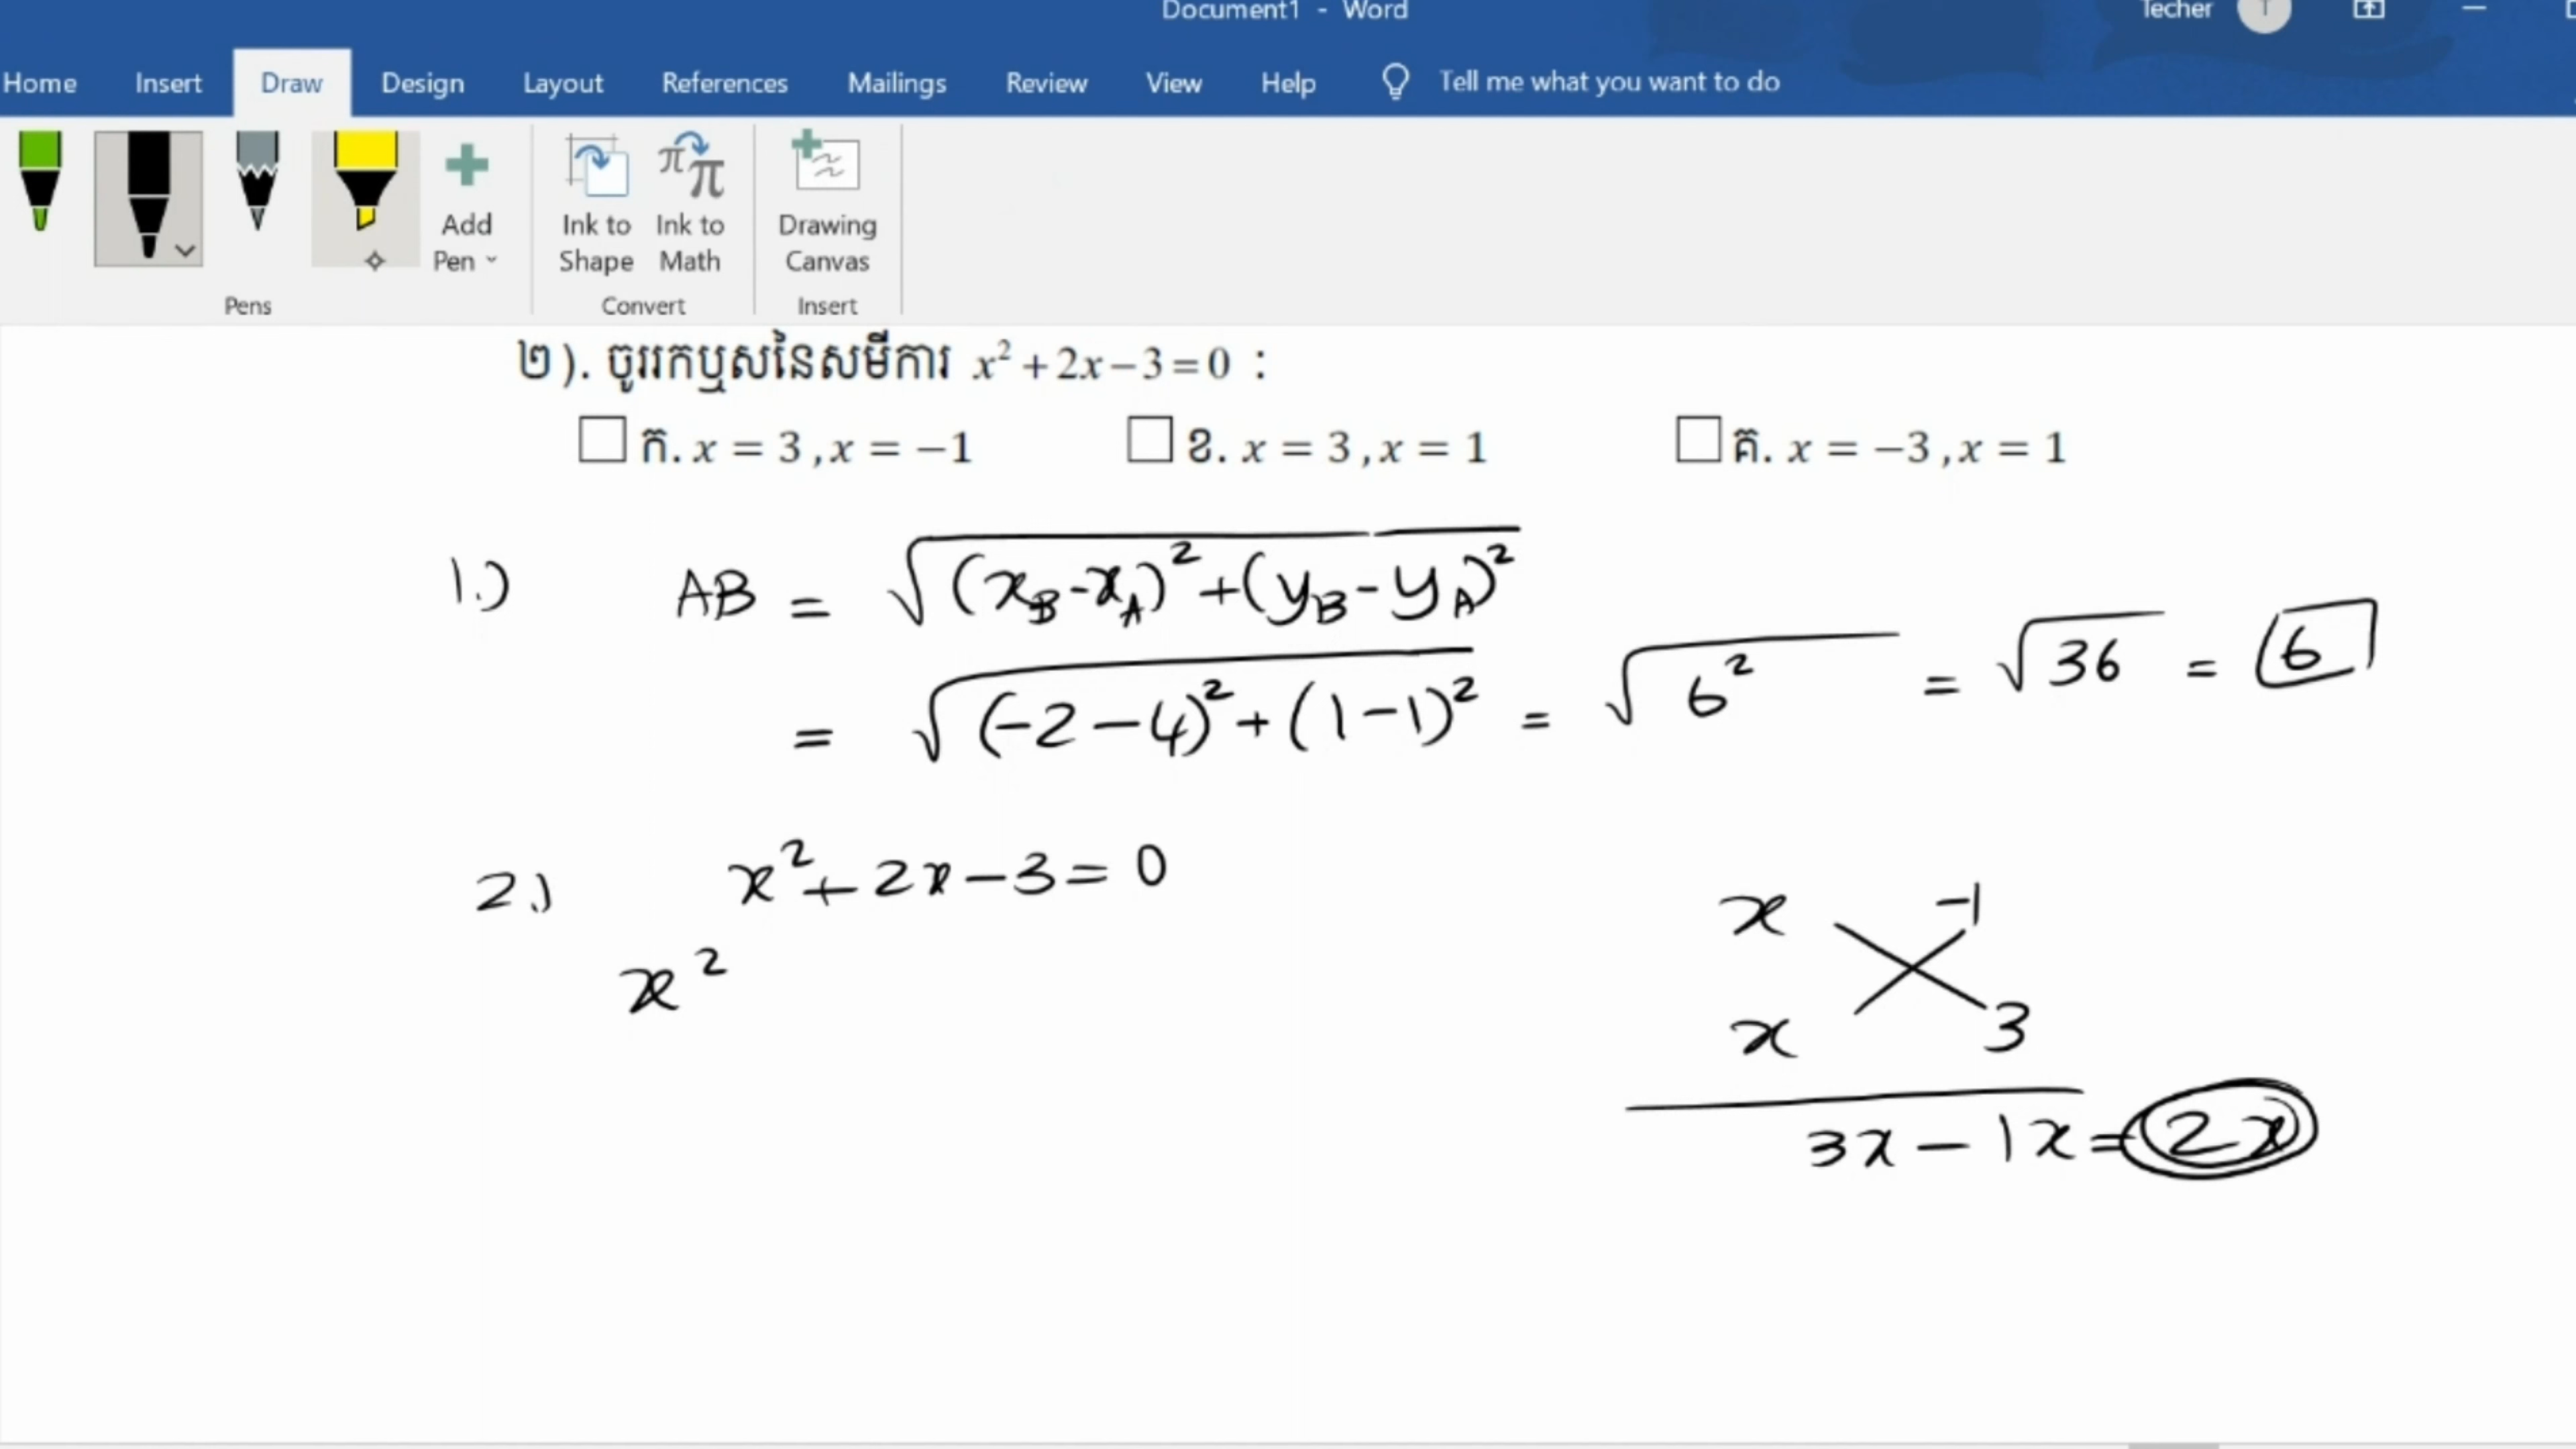 Document1 - Word
Techer T
Home Insert Draw Design Layout References Mailings Review View Help Tell me what you want to do
Add Pen
Ink to Shape
Ink to Math
Drawing Canvas
Pens Convert Insert
២). ចូររកឬសនៃសមីការ x² + 2x − 3 = 0 :
ក. x = 3 , x = −1 ខ. x = 3 , x = 1 គ. x = −3 , x = 1
1.) AB = √((x_B - x_A)² + (y_B - y_A)²)
= √((-2 - 4)² + (1 - 1)²) = √(6²) = √36 = 6
2.) x² + 2x - 3 = 0
x²
x -1
x 3
3x - 1x = 2x